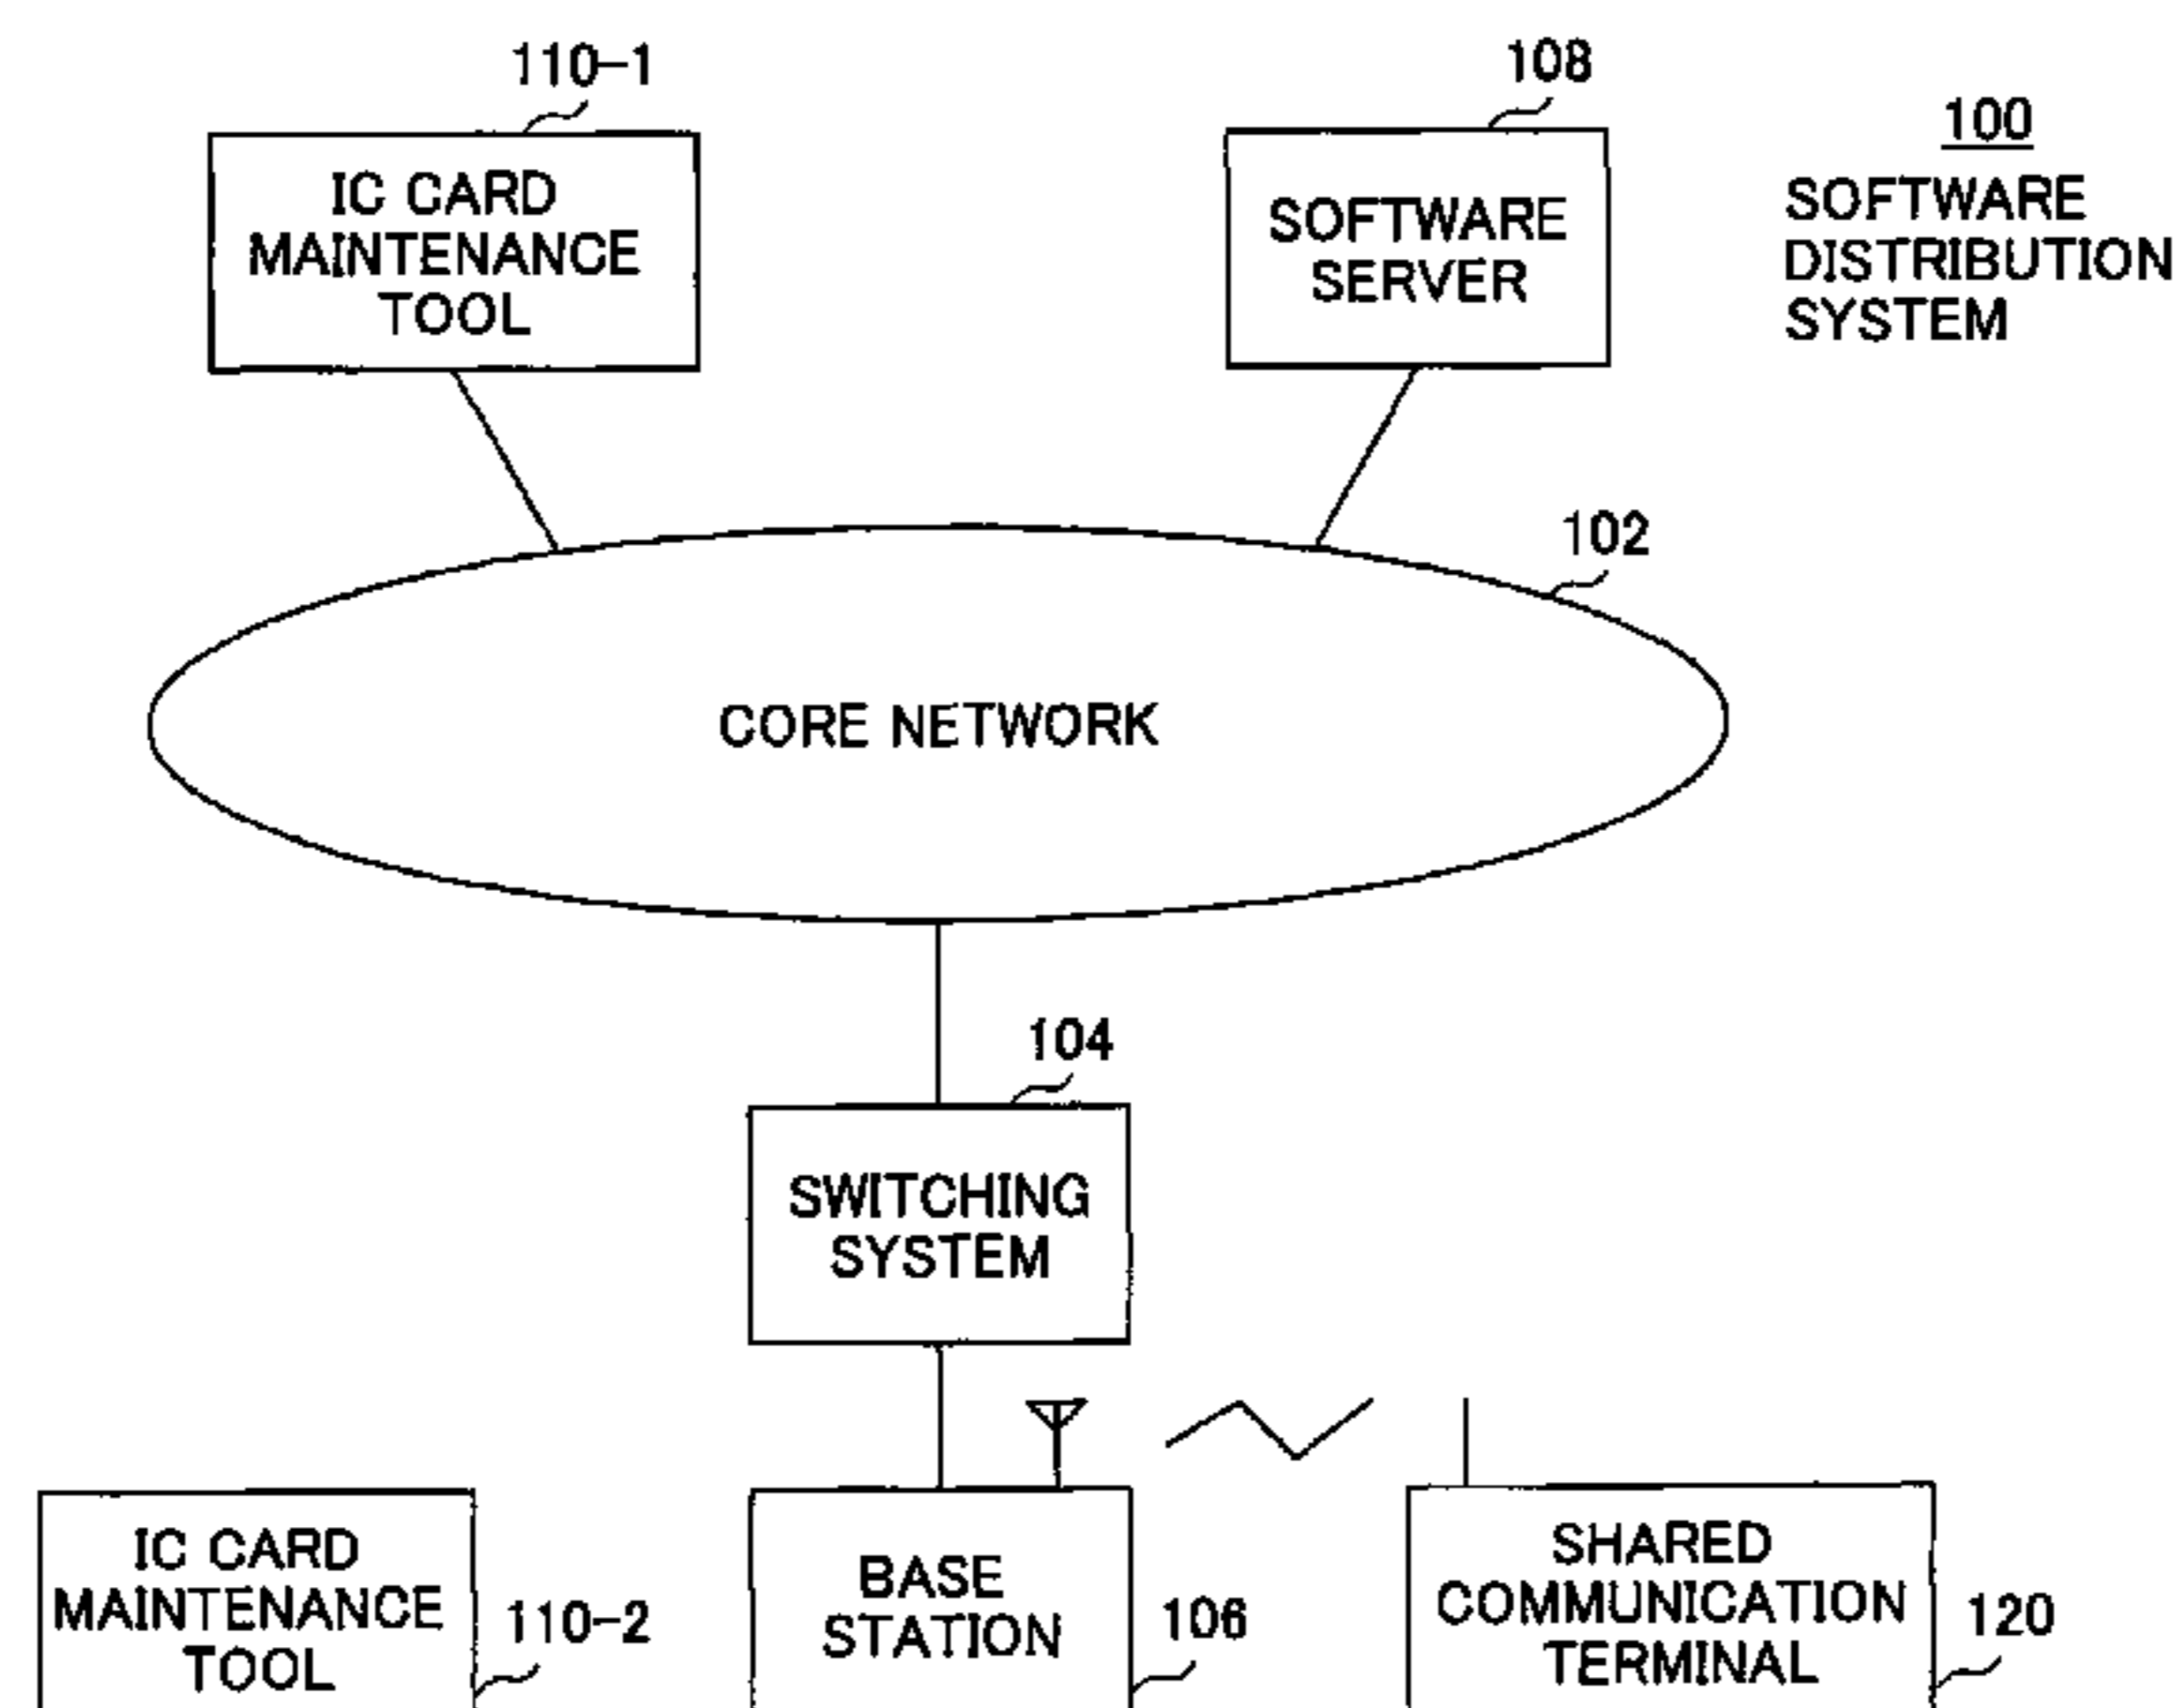 110-1
IC CARD
MAINTENANCE
TOOL
108
SOFTWARE
SERVER
100
SOFTWARE
DISTRIBUTION
SYSTEM
102
CORE NETWORK
104
SWITCHING
SYSTEM
IC CARD
MAINTENANCE
TOOL
110-2
BASE
STATION
106
SHARED
COMMUNICATION
TERMINAL
120